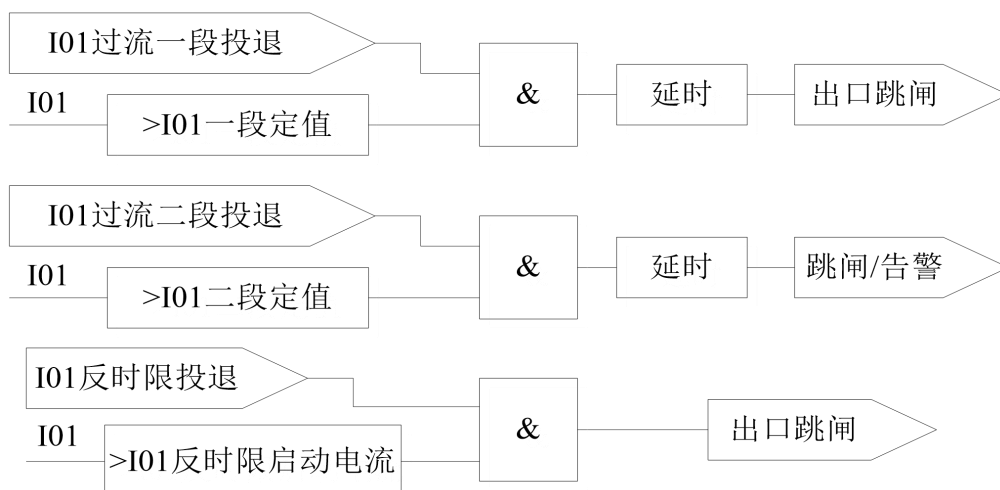 I01过流一段投退
I01
>I01一段定值
&
延时
出口跳闸
I01过流二段投退
I01
>I01二段定值
&
延时
跳闸/告警
I01反时限投退
I01
>I01反时限启动电流
&
出口跳闸